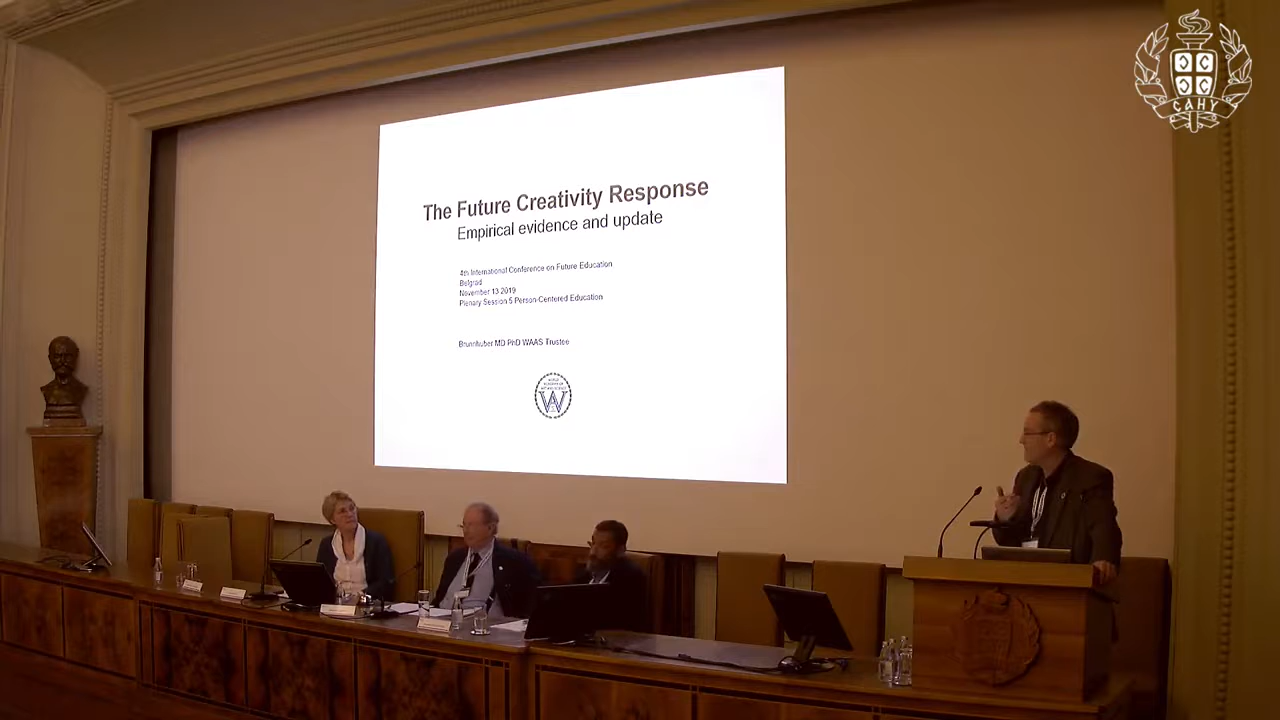 The Future Creativity Response
Empirical evidence and update
4th International Conference on Future Education
Belgrad
November 13 2019
Plenary Session 5 Person-Centered Education
Brunnhuber MD PhD WAAS Trustee
САНУ